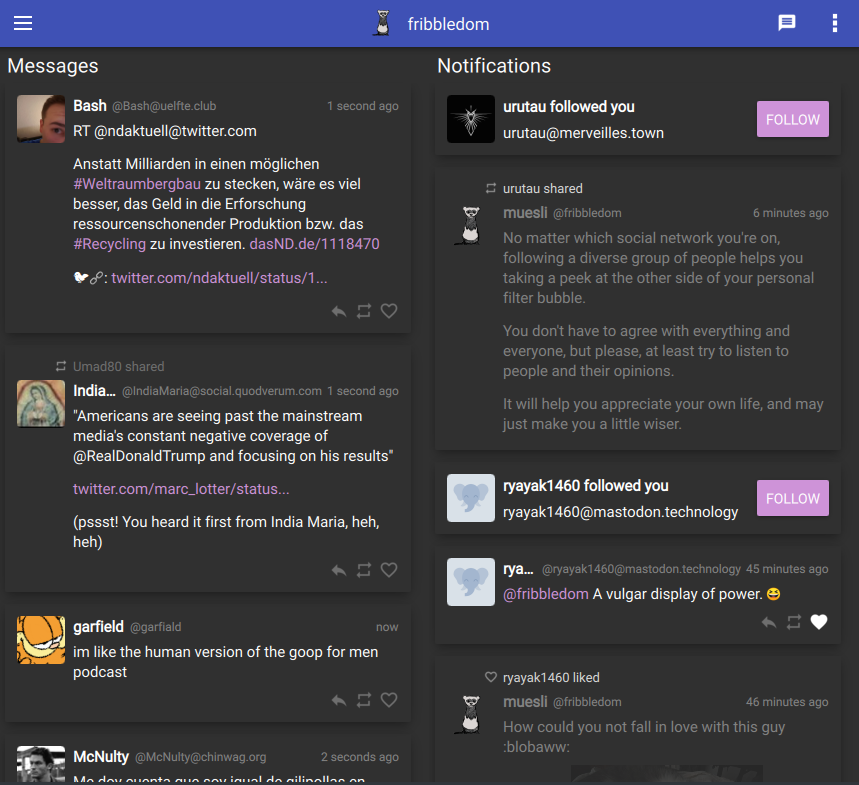 fribbledom
Messages
Bash @Bash@uelfte.club 1 second ago
RT @ndaktuell@twitter.com
Anstatt Milliarden in einen möglichen
#Weltraumbergbau zu stecken, wäre es viel
besser, das Geld in die Erforschung
ressourcenschonender Produktion bzw. das
#Recycling zu investieren. dasND.de/1118470
🐦🔗: twitter.com/ndaktuell/status/1...
Umad80 shared
India... @IndiaMaria@social.quodverum.com 1 second ago
"Americans are seeing past the mainstream
media's constant negative coverage of
@RealDonaldTrump and focusing on his results"
twitter.com/marc_lotter/status...
(pssst! You heard it first from India Maria, heh,
heh)
garfield @garfiald now
im like the human version of the goop for men
podcast
McNulty @McNulty@chinwag.org 2 seconds ago
Me doy cuenta que soy igual de gilipollas en
Notifications
urutau followed you
urutau@merveilles.town
FOLLOW
urutau shared
muesli @fribbledom 6 minutes ago
No matter which social network you're on,
following a diverse group of people helps you
taking a peek at the other side of your personal
filter bubble.
You don't have to agree with everything and
everyone, but please, at least try to listen to
people and their opinions.
It will help you appreciate your own life, and may
just make you a little wiser.
ryayak1460 followed you
ryayak1460@mastodon.technology
FOLLOW
rya... @ryayak1460@mastodon.technology 45 minutes ago
@fribbledom A vulgar display of power. 😄
ryayak1460 liked
muesli @fribbledom 46 minutes ago
How could you not fall in love with this guy
:blobaww: